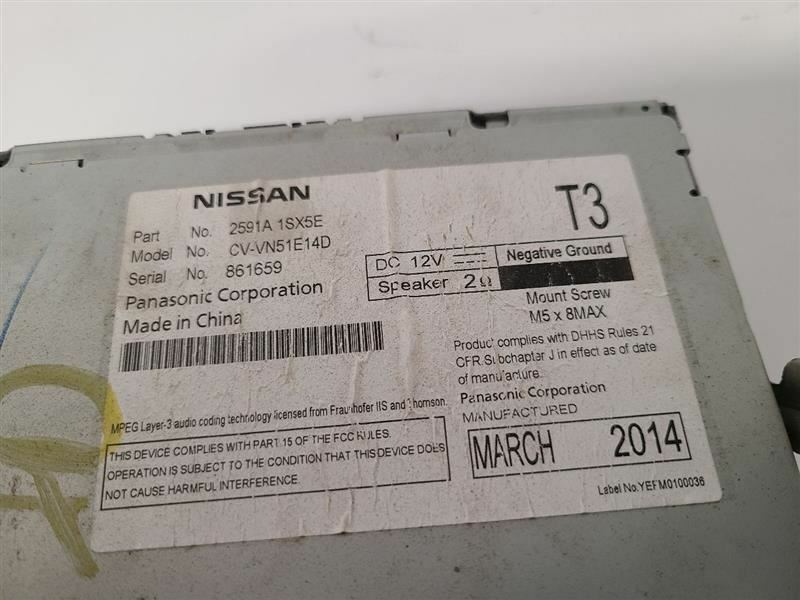 NISSAN
T3
Part No. 2591A 1SX5E
Model No. CV-VN51E14D
Serial No. 861659
Panasonic Corporation
Made in China
DC 12V Negative Ground
Speaker 2Ω
Mount Screw
M5 x 8MAX
Product complies with DHHS Rules 21
CFR.Subchapter J in effect as of date
of manufacture.
Panasonic Corporation
MANUFACTURED
MARCH 2014
MPEG Layer-3 audio coding technology licensed from Fraunhofer IIS and Thomson.
THIS DEVICE COMPLIES WITH PART 15 OF THE FCC RULES.
OPERATION IS SUBJECT TO THE CONDITION THAT THIS DEVICE DOES
NOT CAUSE HARMFUL INTERFERENCE.
Label No.YEFM0100036